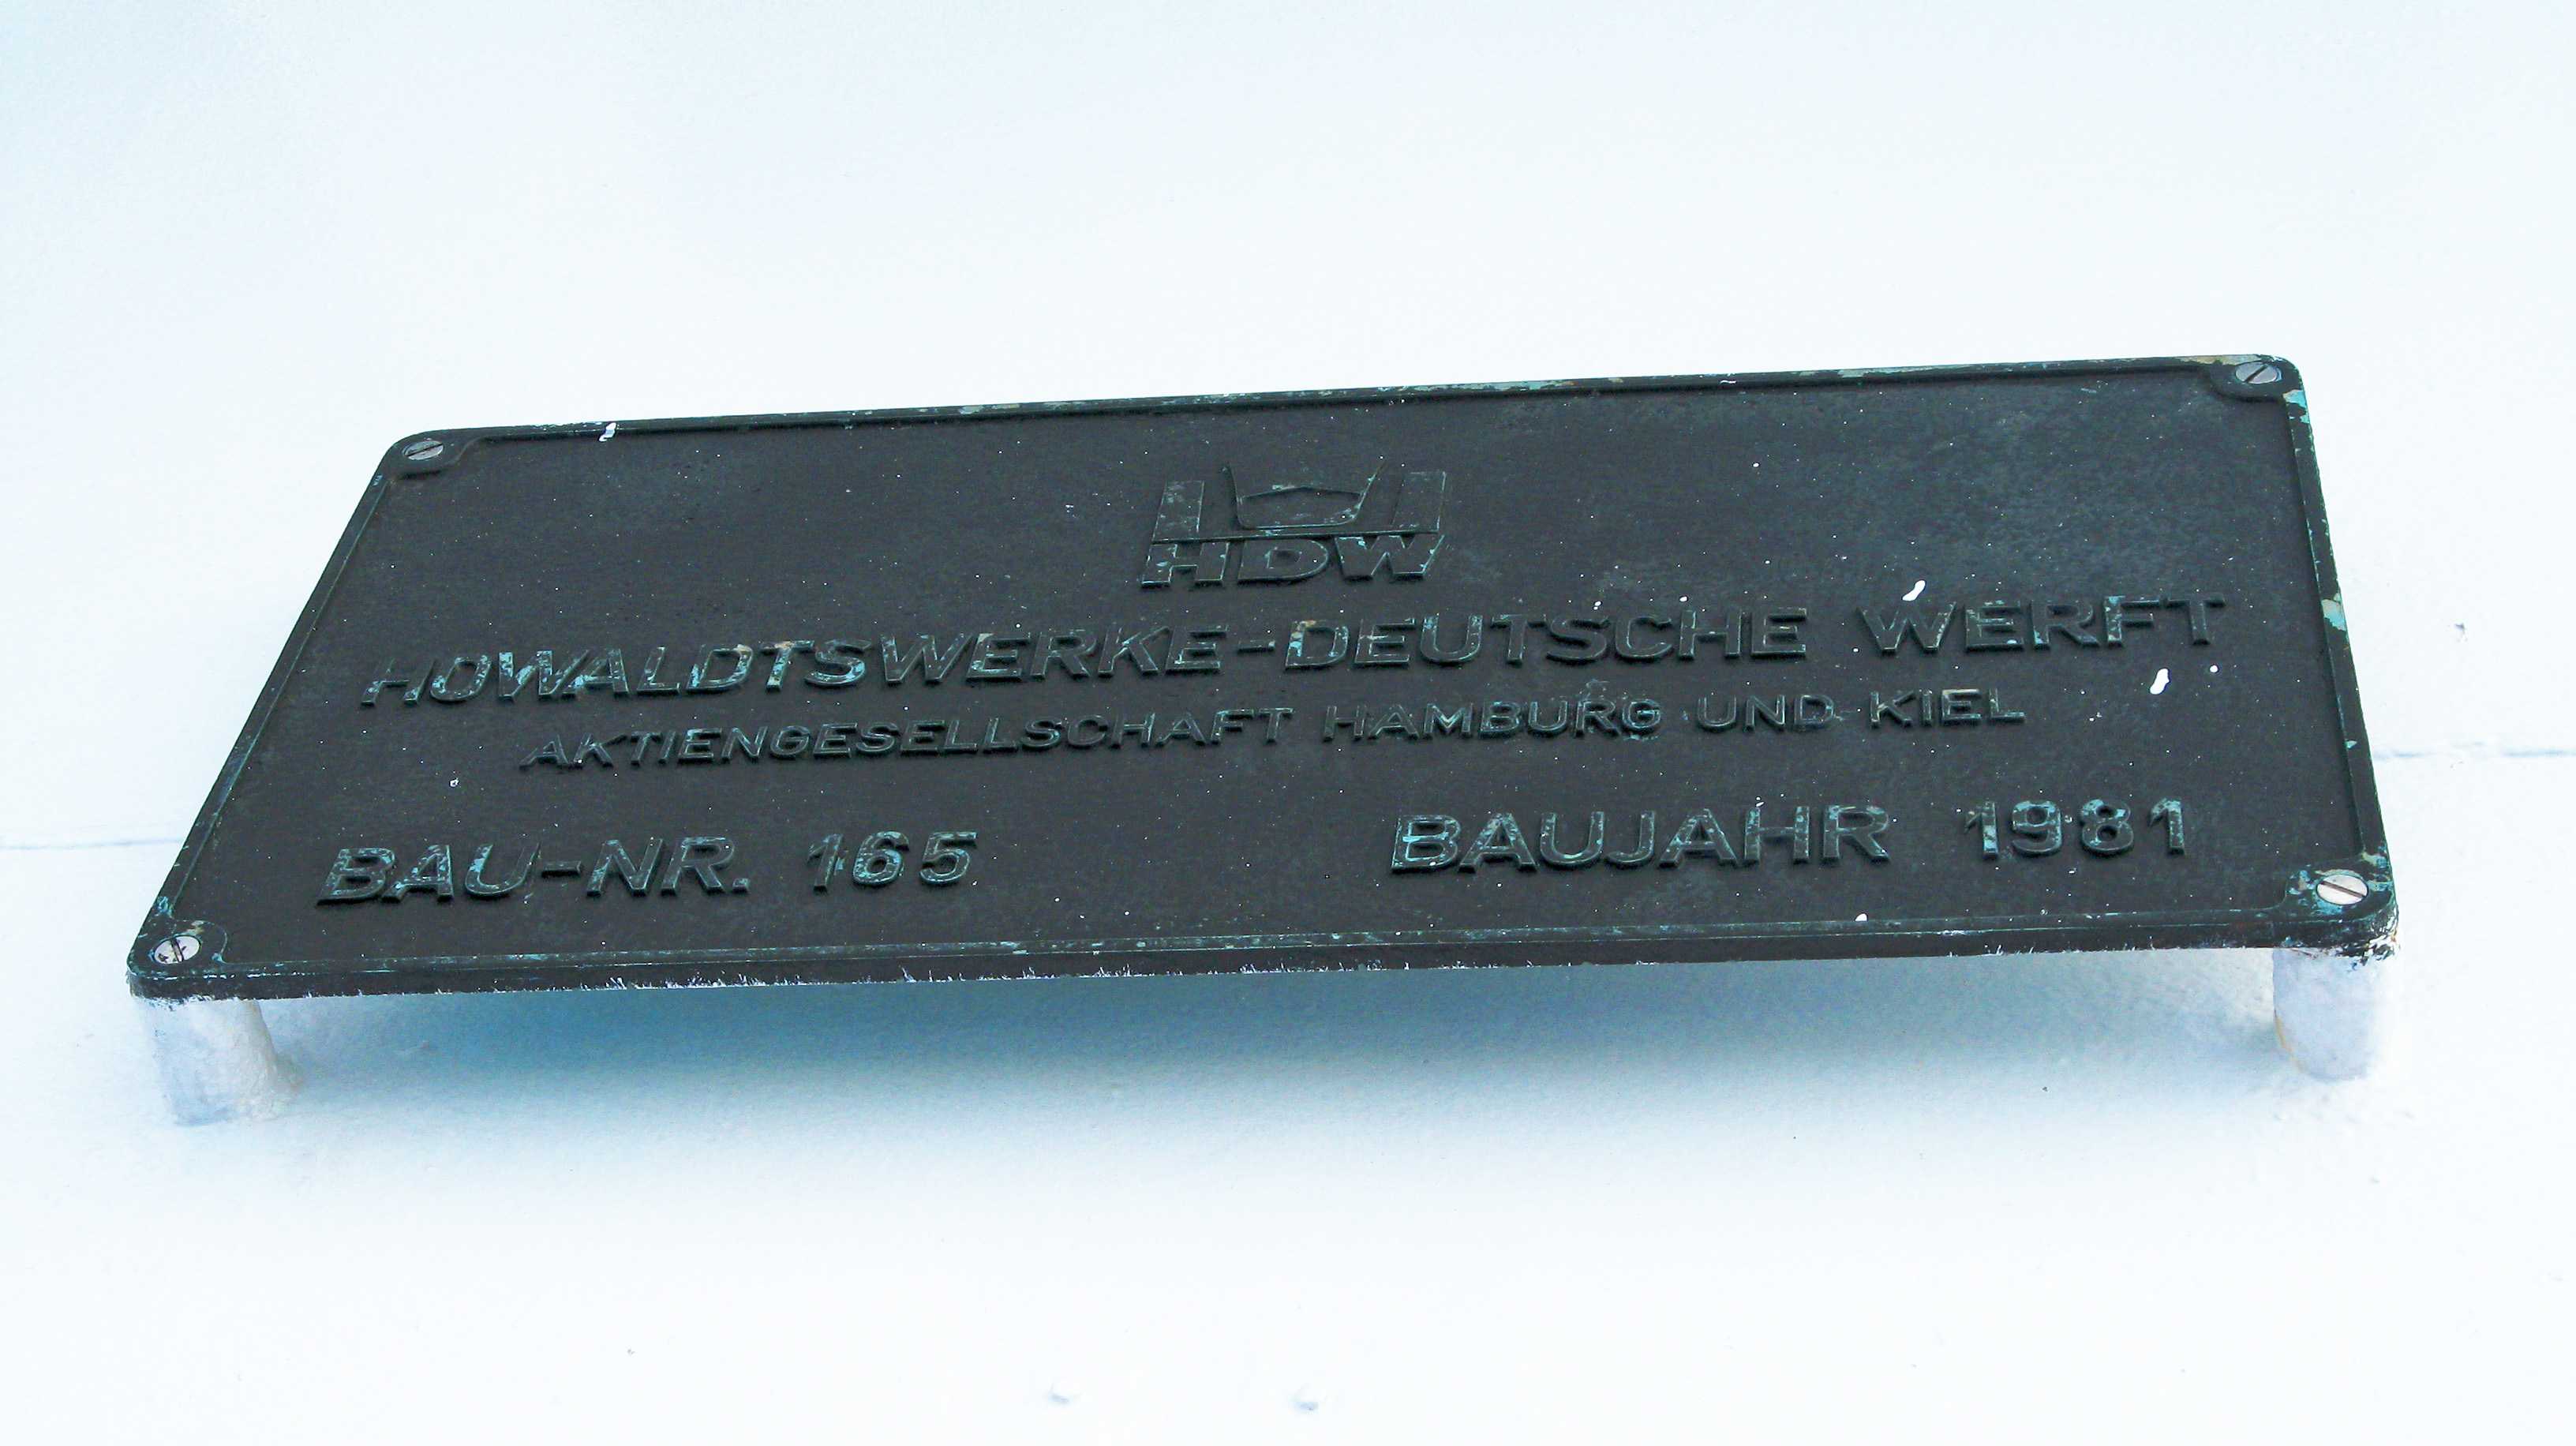 HDW
HOWALDTSWERKE-DEUTSCHE WERFT
AKTIENGESELLSCHAFT HAMBURG UND KIEL
BAU-NR. 165 BAUJAHR 1981